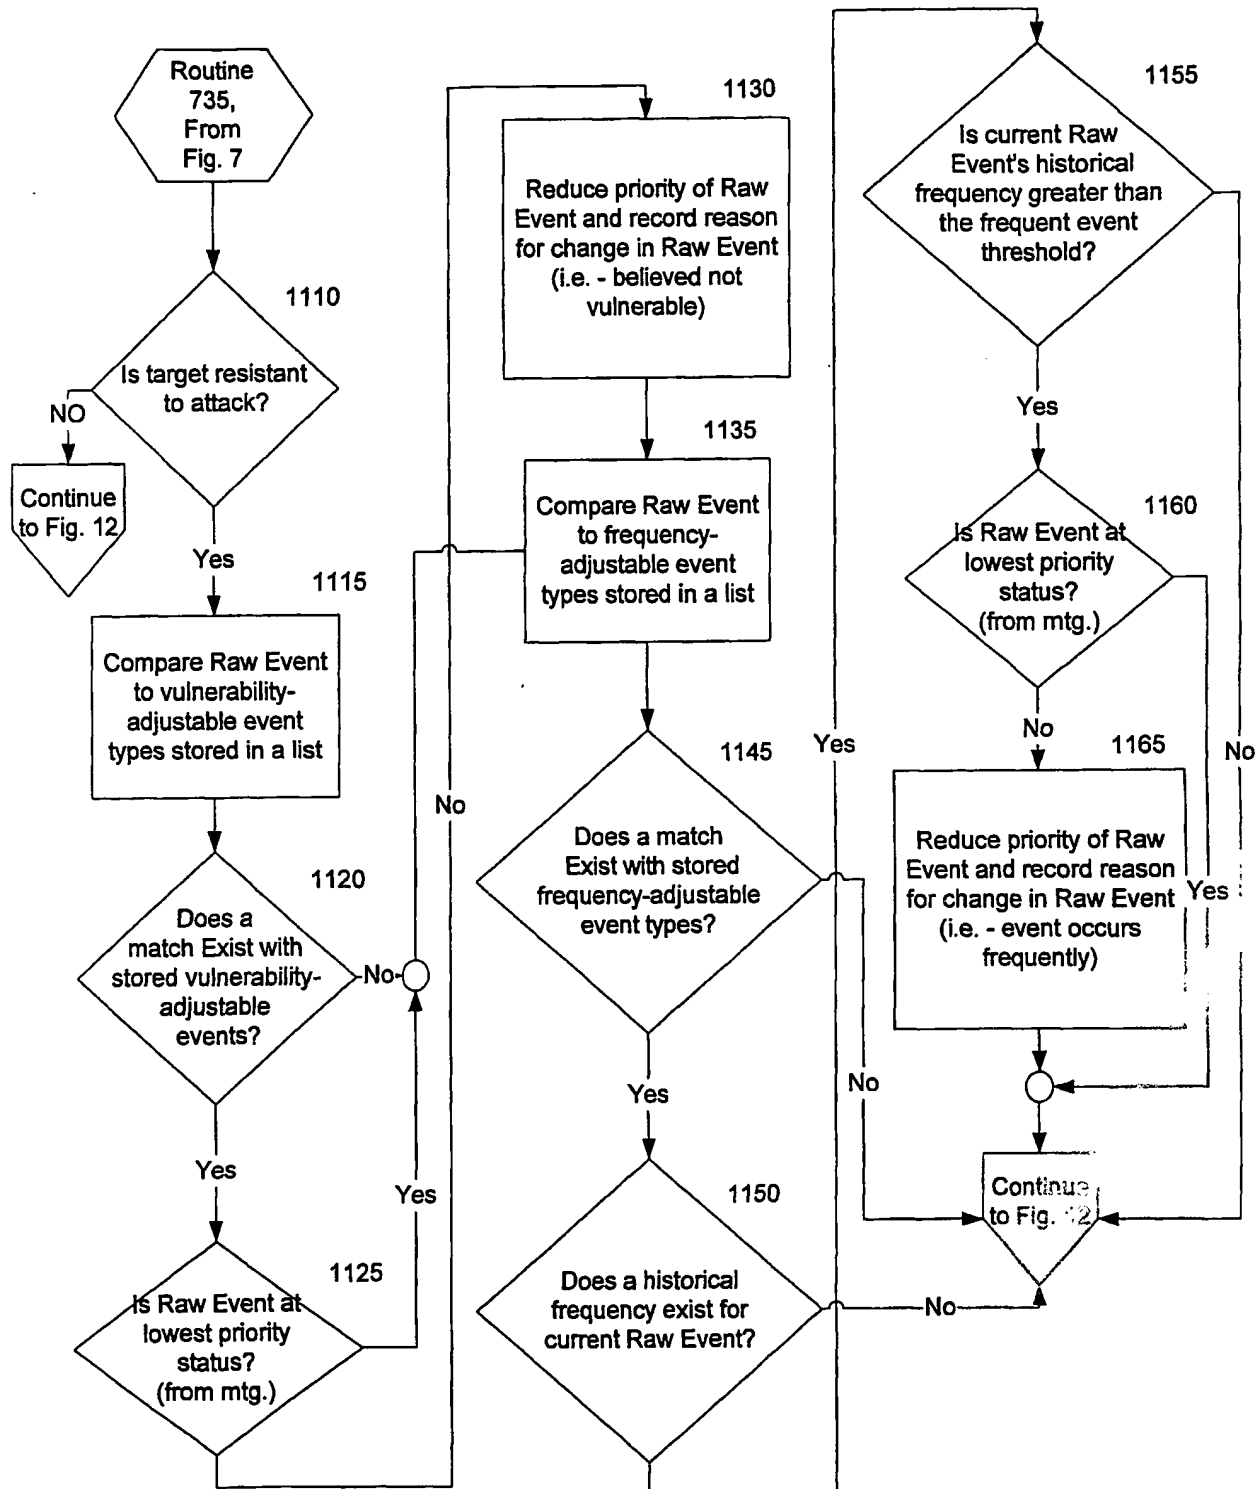 Routine
735,
From
Fig. 7
1110
Is target resistant
to attack?
NO
Continue
to Fig. 12
Yes
1115
Compare Raw Event
to vulnerability-
adjustable event
types stored in a list
1120
Does a
match Exist with
stored vulnerability-
adjustable
events?
No
Yes
Yes
1125
Is Raw Event at
lowest priority
status?
(from mtg.)
No
1130
Reduce priority of Raw
Event and record reason
for change in Raw Event
(i.e. - believed not
vulnerable)
1135
Compare Raw Event
to frequency-
adjustable event
types stored in a list
1145
Does a match
Exist with stored
frequency-adjustable
event types?
No
Yes
1150
Does a historical
frequency exist for
current Raw Event?
No
Yes
1155
Is current Raw
Event's historical
frequency greater than
the frequent event
threshold?
Yes
No
1160
Is Raw Event at
lowest priority
status?
(from mtg.)
No
Yes
1165
Reduce priority of Raw
Event and record reason
for change in Raw Event
(i.e. - event occurs
frequently)
Continue
to Fig. 12